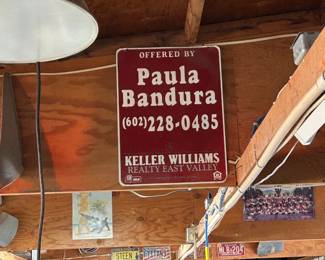 OFFERED BY
Paula
Bandura
(602)228-0485
KELLER WILLIAMS
REALTY EAST VALLEY